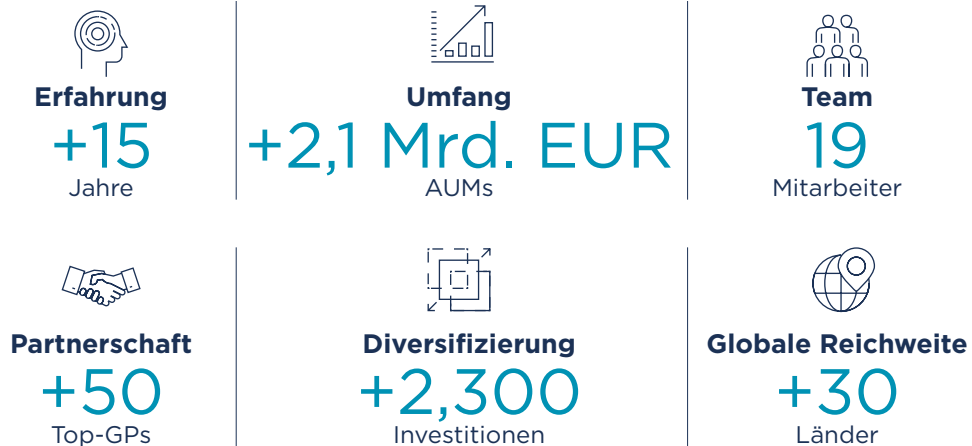 Erfahrung
+15
Jahre
Umfang
+2,1 Mrd. EUR
AUMs
Team
19
Mitarbeiter
Partnerschaft
+50
Top-GPs
Diversifizierung
+2,300
Investitionen
Globale Reichweite
+30
Länder